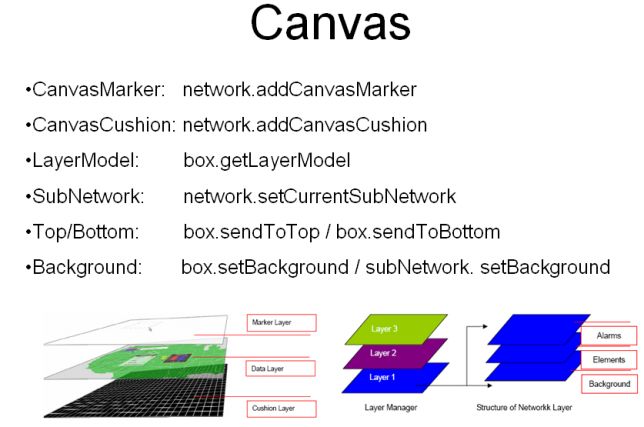 Canvas
•CanvasMarker: network.addCanvasMarker
•CanvasCushion: network.addCanvasCushion
•LayerModel: box.getLayerModel
•SubNetwork: network.setCurrentSubNetwork
•Top/Bottom: box.sendToTop / box.sendToBottom
•Background: box.setBackground / subNetwork. setBackground
Marker Layer
Data Layer
Cushion Layer
Layer 3
Layer 2
Layer 1
Layer Manager
Alarms
Elements
Background
Structure of Networkk Layer